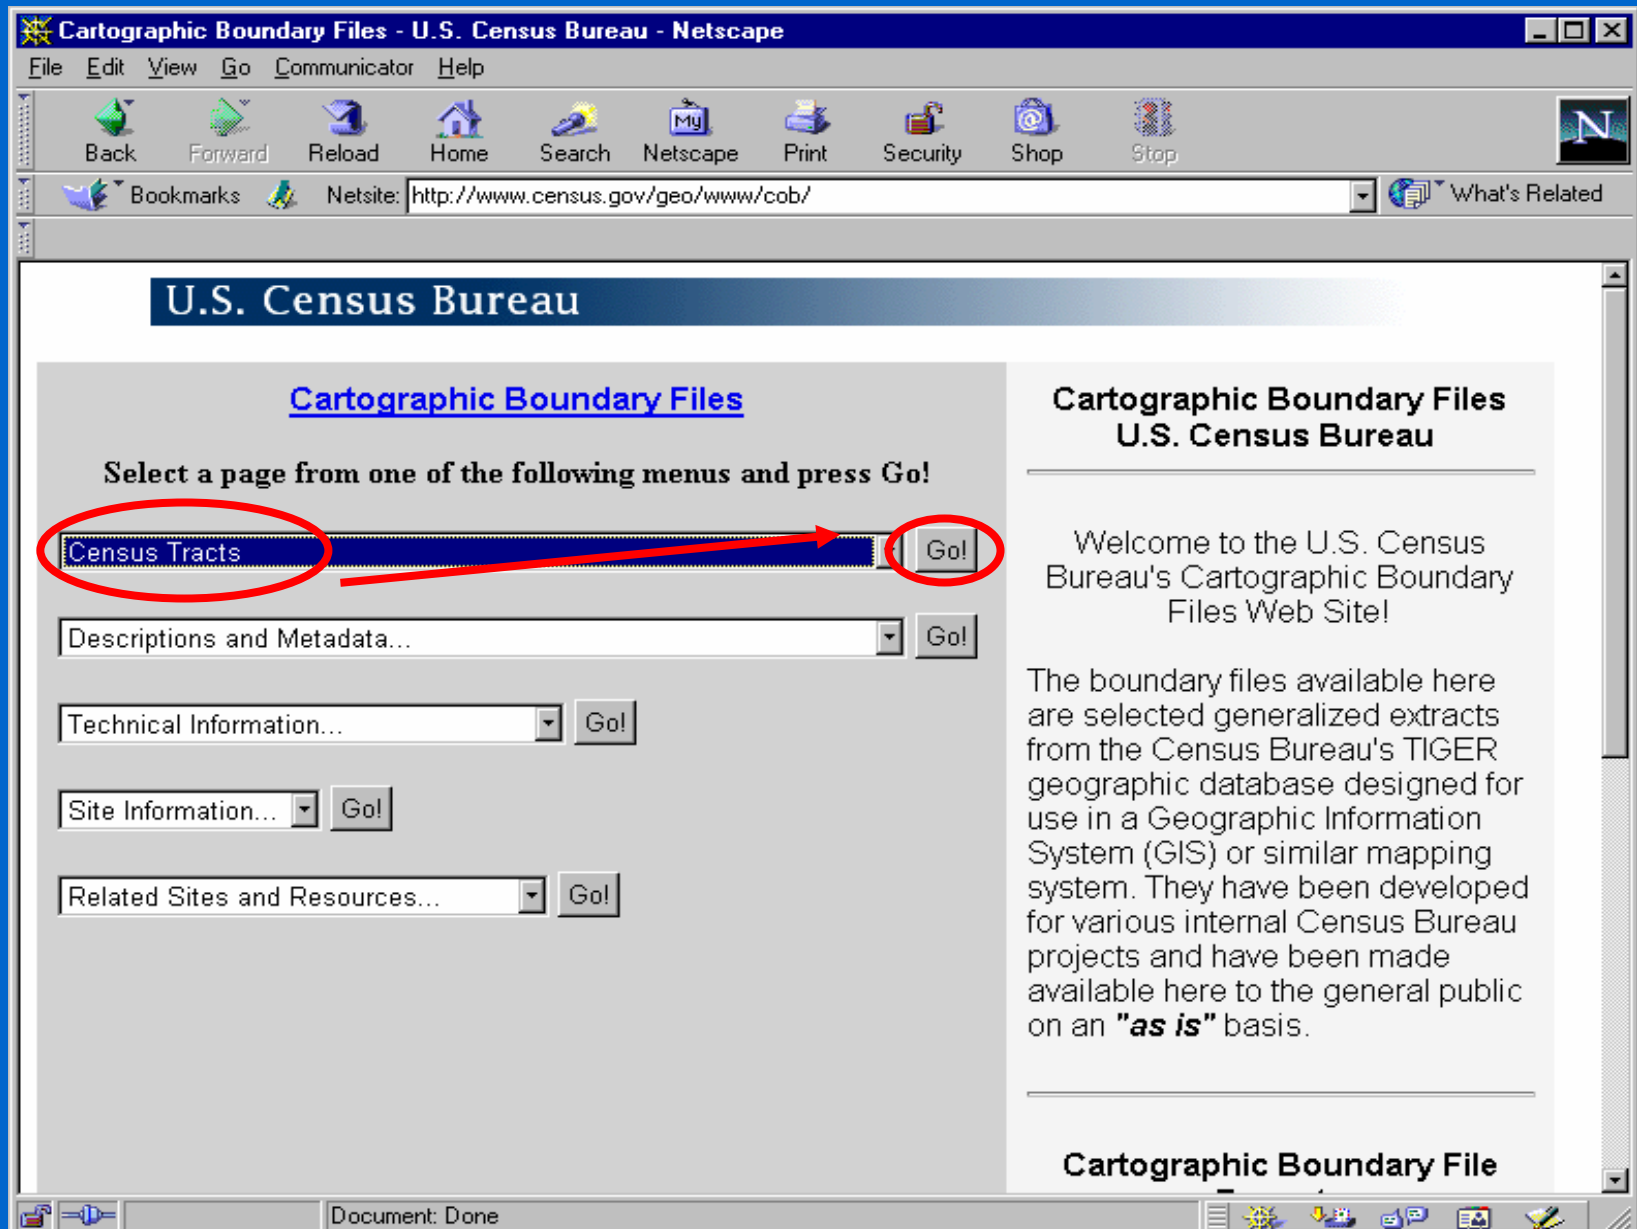 Cartographic Boundary Files - U.S. Census Bureau - Netscape
File Edit View Go Communicator Help
My
N
Back Forward Reload Home Search Netscape Print Security Shop Stop
Bookmarks Netsite: http://www.census.gov/geo/www/cob/ What's Related
U.S. Census Bureau
Cartographic Boundary Files
Select a page from one of the following menus and press Go!
Census Tracts Go!
Descriptions and Metadata... Go!
Technical Information... Go!
Site Information... Go!
Related Sites and Resources... Go!
Cartographic Boundary Files
U.S. Census Bureau
Welcome to the U.S. Census
Bureau's Cartographic Boundary
Files Web Site!
The boundary files available here
are selected generalized extracts
from the Census Bureau's TIGER
geographic database designed for
use in a Geographic Information
System (GIS) or similar mapping
system. They have been developed
for various internal Census Bureau
projects and have been made
available here to the general public
on an "as is" basis.
Cartographic Boundary File
Document: Done